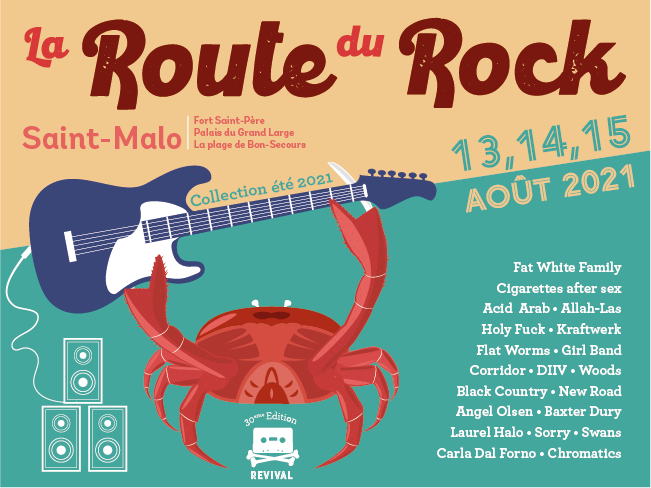 La Route du Rock
Saint-Malo
Fort Saint-Père
Palais du Grand Large
La plage de Bon-Secours
13,14,15
AOÛT 2021
Collection été 2021
Fat White Family
Cigarettes after sex
Acid Arab • Allah-Las
Holy Fuck • Kraftwerk
Flat Worms • Girl Band
Corridor • DIIV • Woods
Black Country • New Road
Angel Olsen • Baxter Dury
Laurel Halo • Sorry • Swans
Carla Dal Forno • Chromatics
30ème Edition
REVIVAL